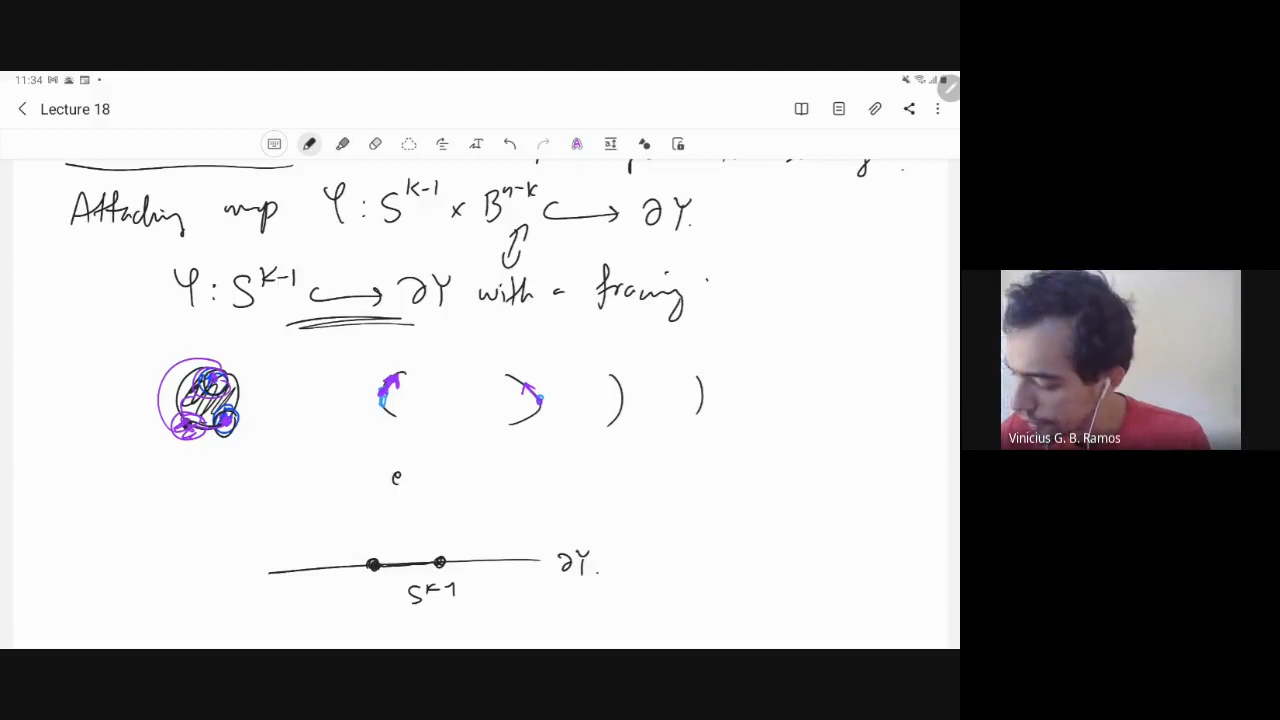 11:34
Lecture 18
Attaching map φ : S^{k-1} × B^{n-k} ↪ ∂Y.
φ : S^{k-1} ↪ ∂Y with a framing.
e
∂Y.
S^{k-1}
Vinicius G. B. Ramos